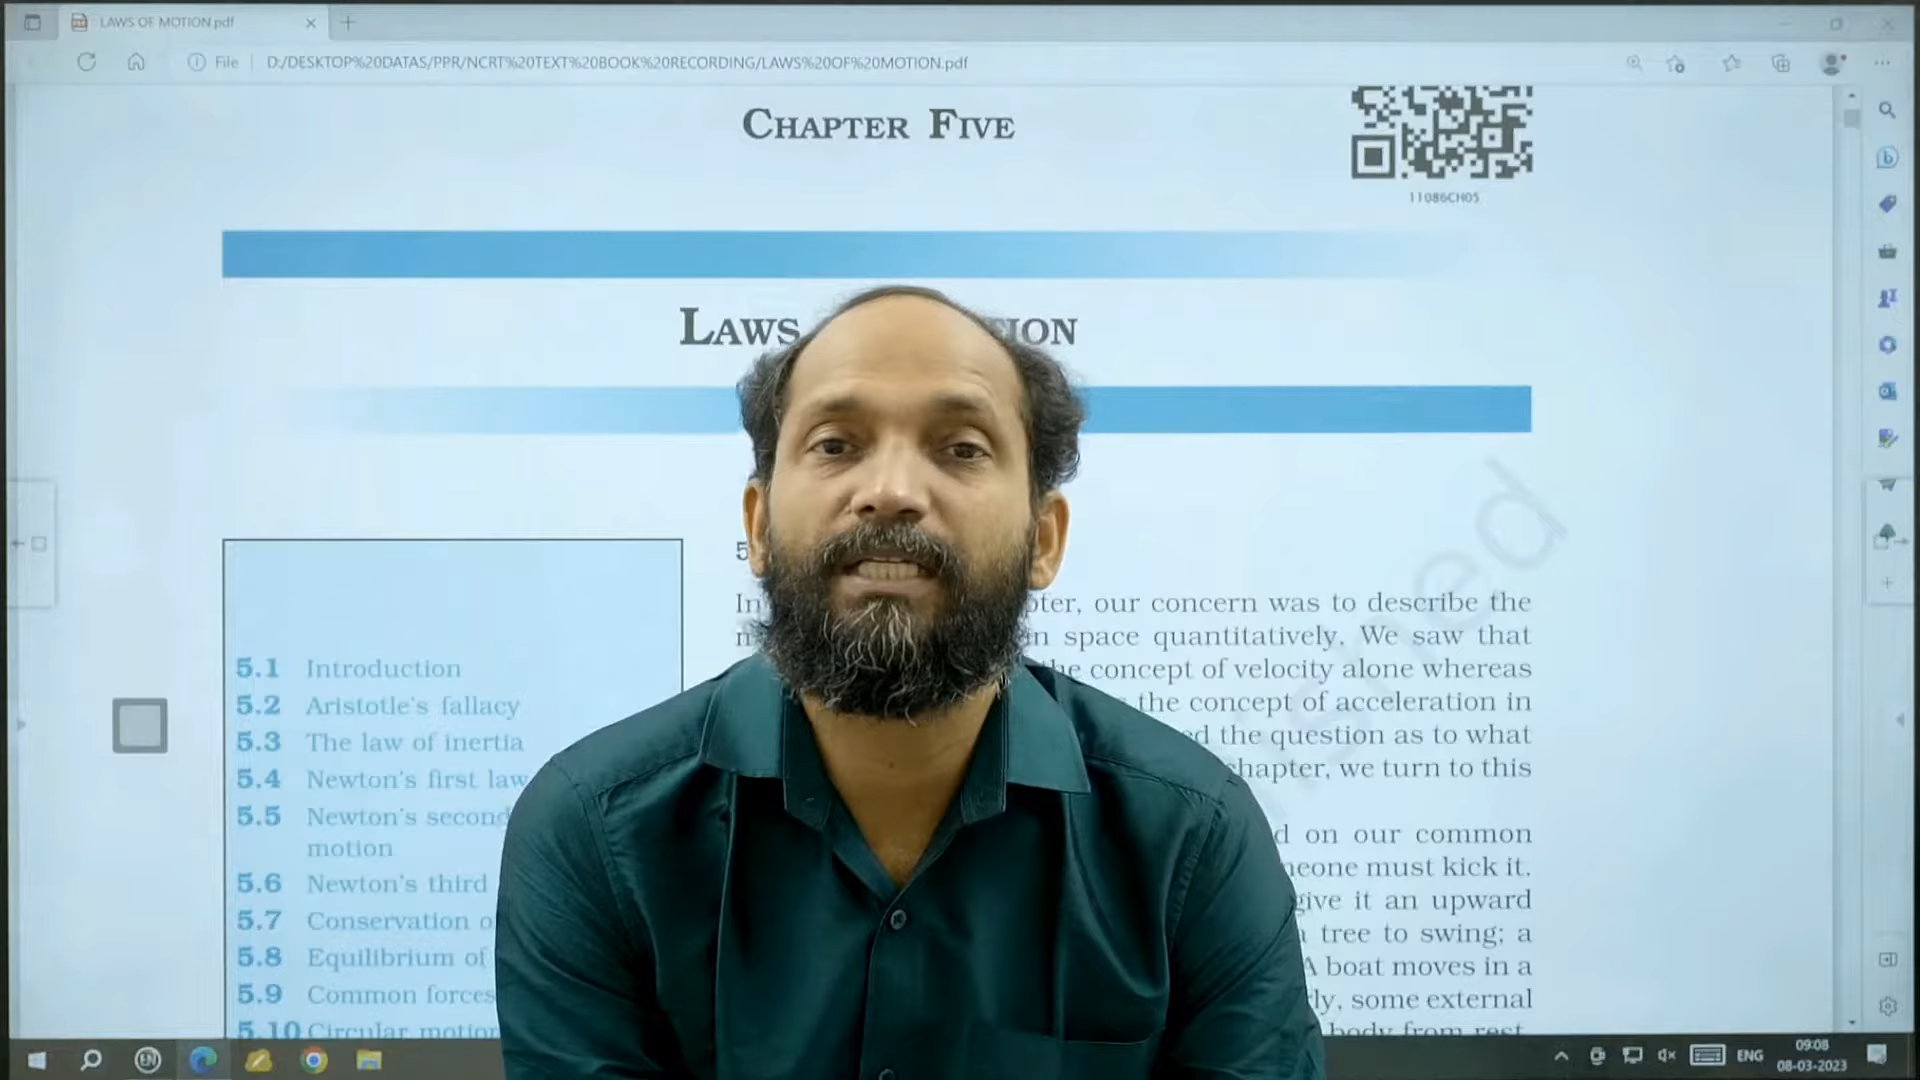 LAWS OF MOTION.pdf
File
D:/DESKTOP%20DATAS/PPR/NCRT%20TEXT%20BOOK%20RECORDING/LAWS%20OF%20MOTION.pdf
CHAPTER FIVE
11086CH05
LAWS
5.1 Introduction
5.2 Aristotle's fallacy
5.3 The law of inertia
5.4 Newton's first law
5.5 Newton's second
motion
5.6 Newton's third
5.7 Conservation
5.8 Equilibrium of
5.9 Common forces
5.10 Circular motion
In
, our concern was to describe the
in space quantitatively. We saw that
the concept of velocity alone whereas
the concept of acceleration in
the question as to what
chapter, we turn to this
on our common
must kick it.
give it an upward
tree to swing; a
A boat moves in a
some external
body from rest.
ENG
09:08
08-03-2023